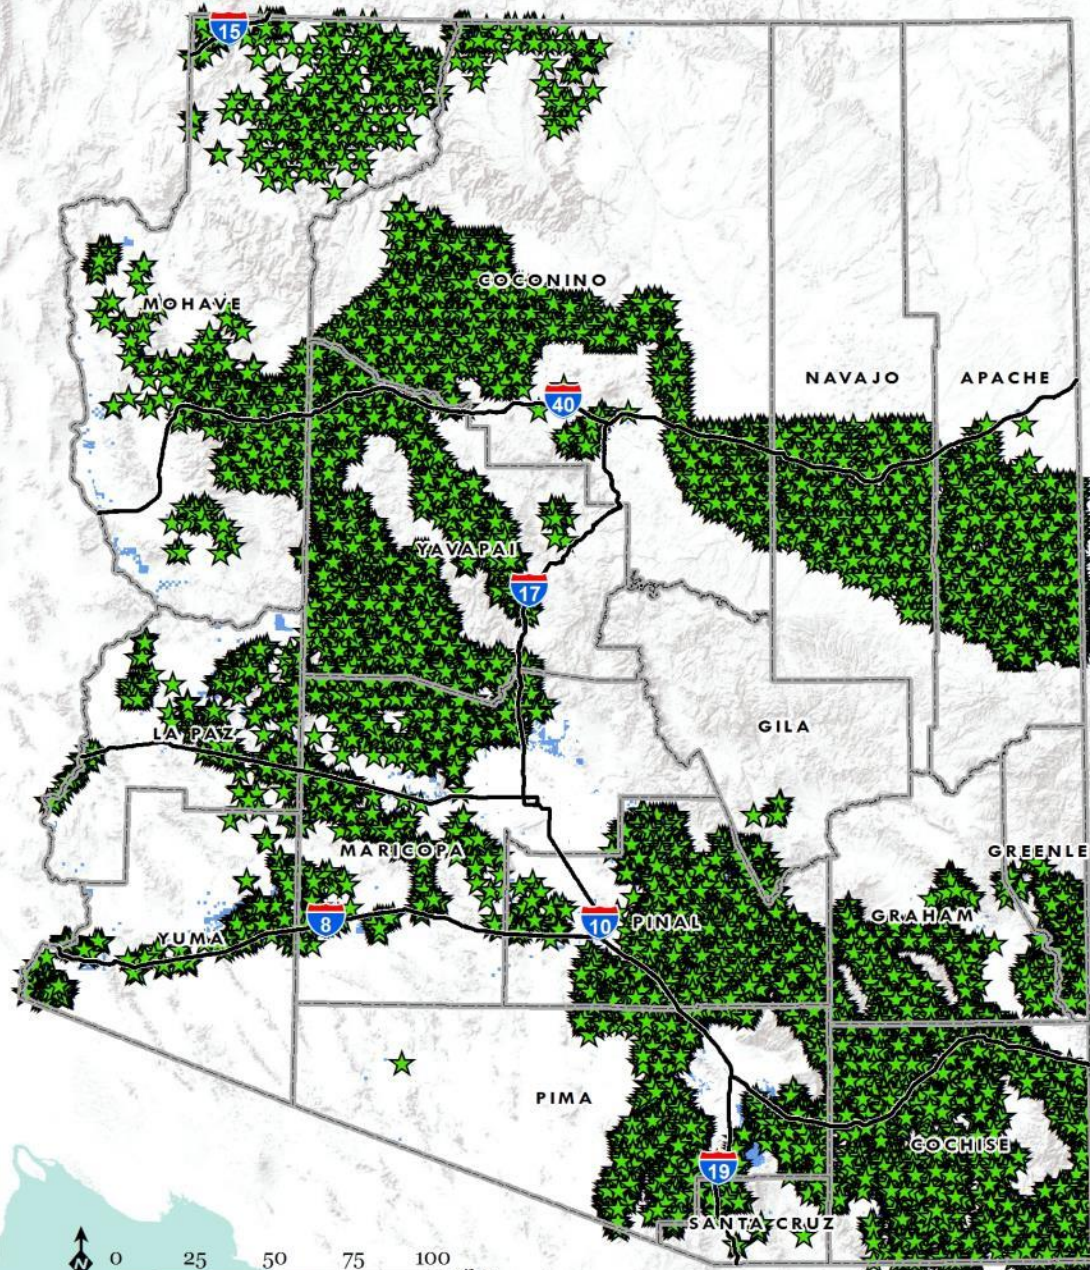 15
COCONINO
MOHAVE
NAVAJO
APACHE
40
YAVAPAI
17
LA PAZ
GILA
MARICOPA
GREENLE
GRAHAM
8
10
PINAL
YUMA
PIMA
COCHISE
19
SANTA CRUZ
N
0 25 50 75 100